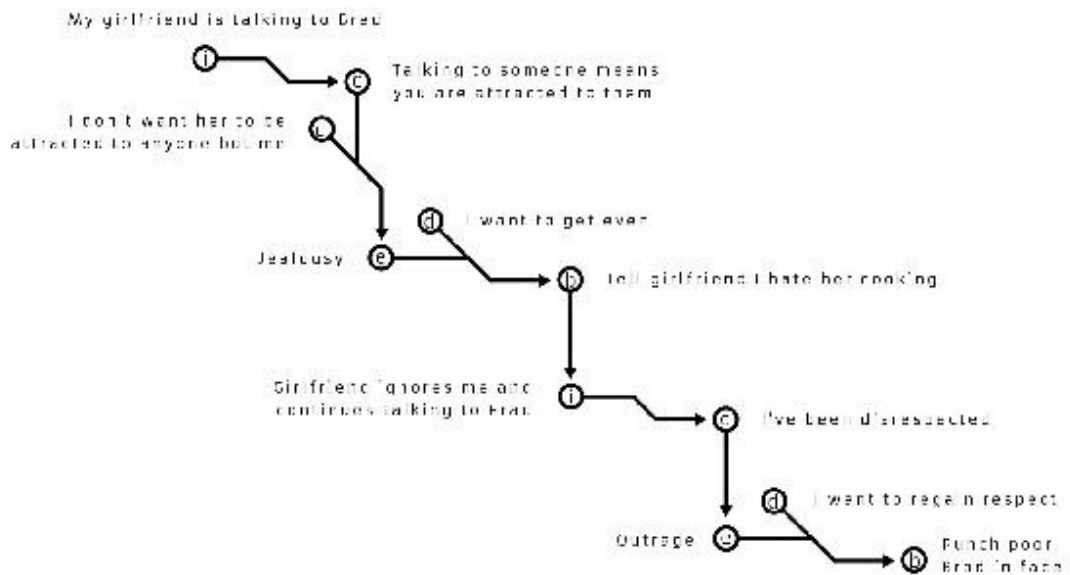 My girlfriend is talking to Brad
i
c
Talking to someone means
you are attracted to them
I don't want her to be
attracted to anyone but me
d
I want to get even
Jealousy
e
b
Tell girlfriend I hate her cooking
Girlfriend ignores me and
continues talking to Brad
i
c
I've been disrespected
d
I want to regain respect
Outrage
e
b
Punch poor
Brad in face